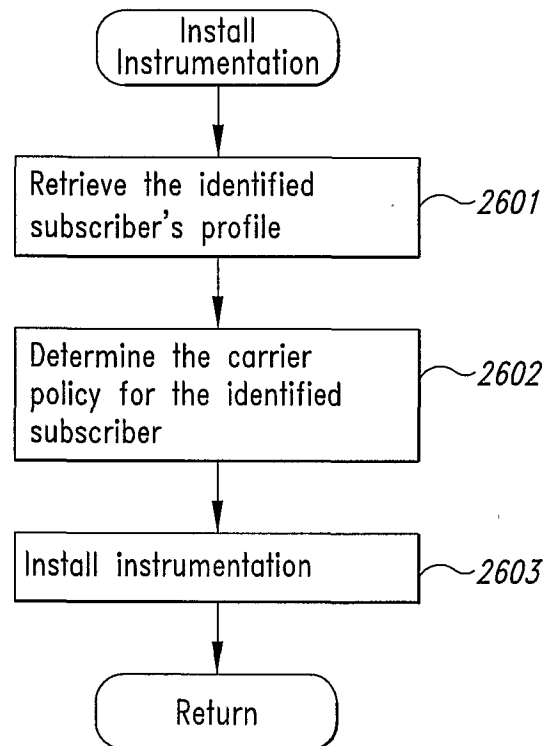 Install
Instrumentation
Retrieve the identified
subscriber's profile
2601
Determine the carrier
policy for the identified
subscriber
2602
Install instrumentation
2603
Return